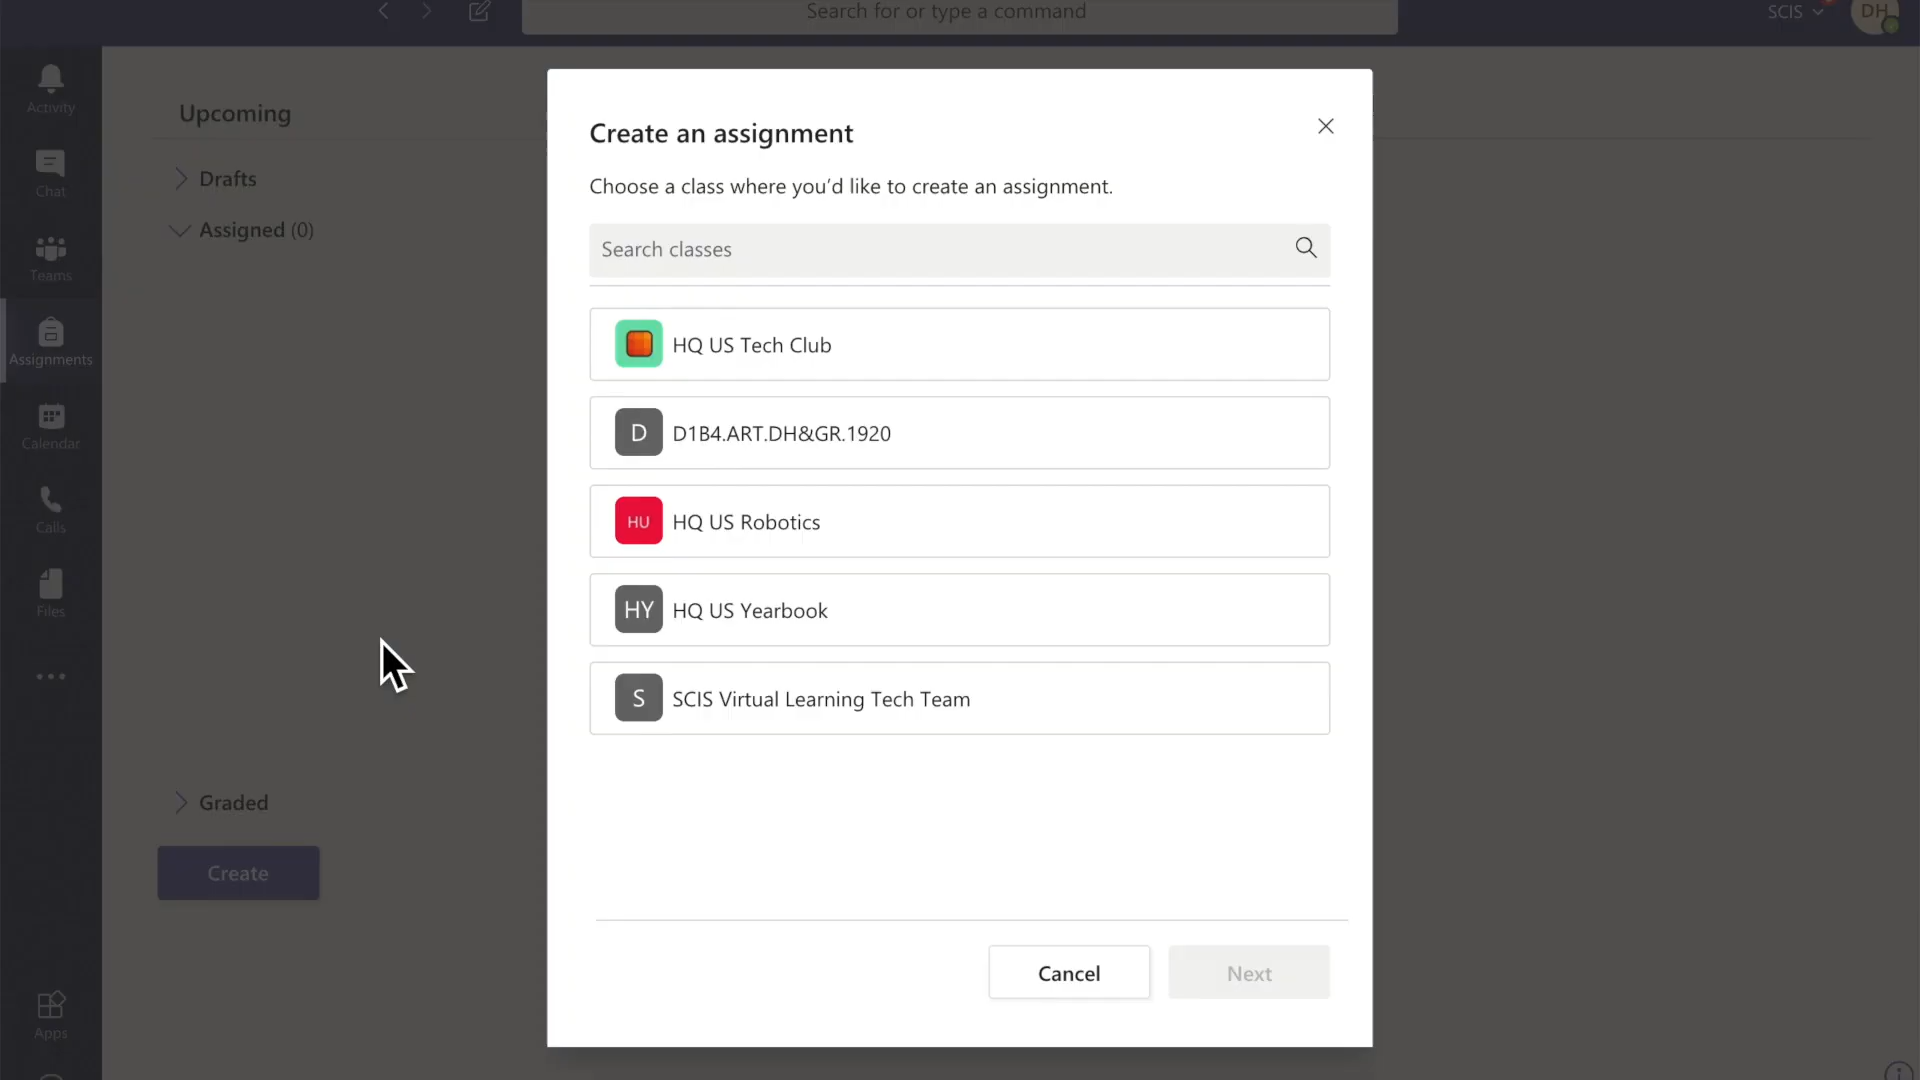 Search for or type a command
SCIS
DH
Activity
Chat
Teams
Assignments
Calendar
Calls
Files
Apps
Upcoming
Drafts
Assigned (0)
Graded
Create
Create an assignment
Choose a class where you'd like to create an assignment.
Search classes
HQ US Tech Club
D D1B4.ART.DH&GR.1920
HU HQ US Robotics
HY HQ US Yearbook
S SCIS Virtual Learning Tech Team
Cancel
Next